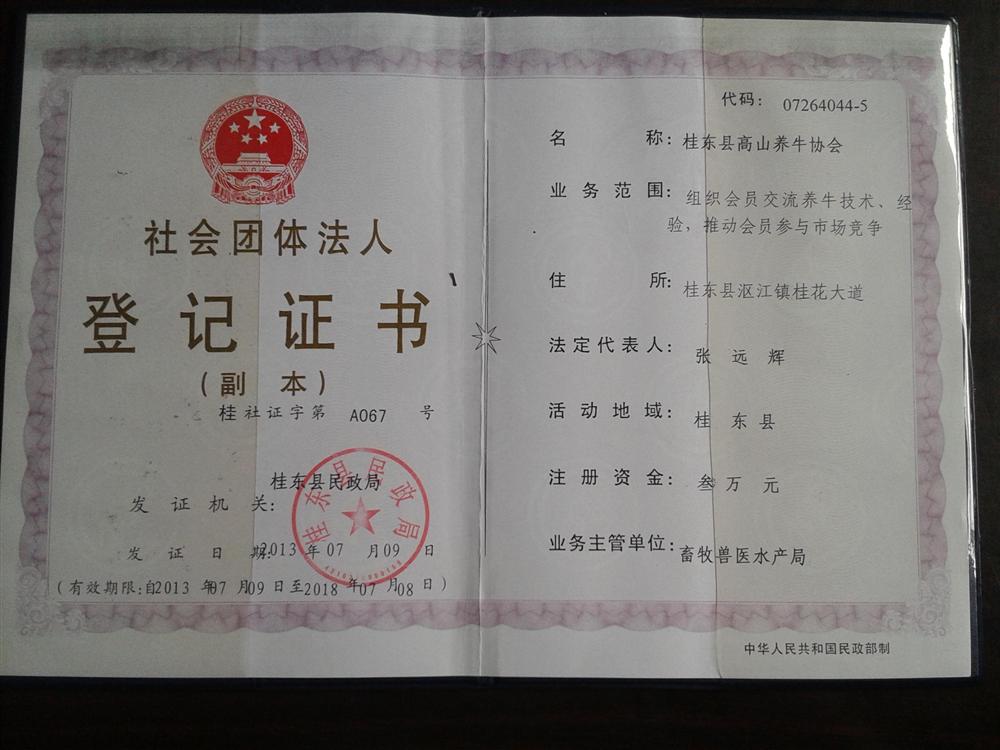 社会团体法人
登记证书
(副 本)
桂社证字第 A067 号
桂东县民政局
发证机关:
发证日期:2013年07月09日
(有效期限:自2013年07月09日至2018年07月08日)
桂东县民政局
代码: 07264044-5
名称: 桂东县高山养牛协会
业务范围: 组织会员交流养牛技术、经
验,推动会员参与市场竞争
住所: 桂东县沤江镇桂花大道
法定代表人: 张远辉
活动地域: 桂东县
注册资金: 叁万元
业务主管单位: 畜牧兽医水产局
中华人民共和国民政部制